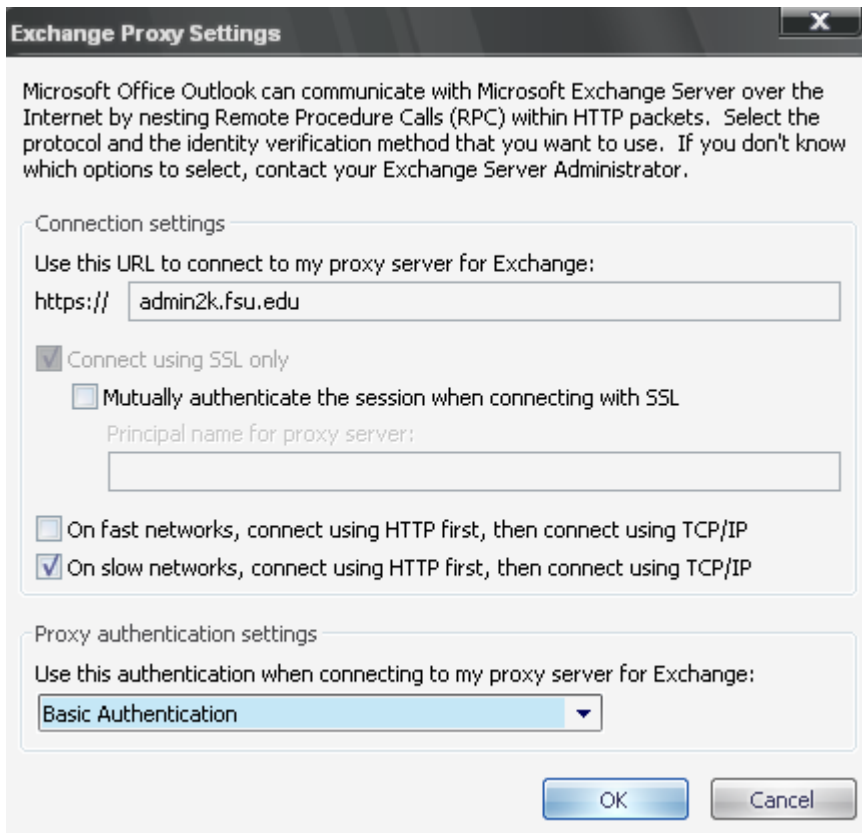 Exchange Proxy Settings
X
Microsoft Office Outlook can communicate with Microsoft Exchange Server over the
Internet by nesting Remote Procedure Calls (RPC) within HTTP packets.  Select the
protocol and the identity verification method that you want to use.  If you don't know
which options to select, contact your Exchange Server Administrator.
Connection settings
Use this URL to connect to my proxy server for Exchange:
https:// admin2k.fsu.edu
Connect using SSL only
Mutually authenticate the session when connecting with SSL
Principal name for proxy server:
On fast networks, connect using HTTP first, then connect using TCP/IP
On slow networks, connect using HTTP first, then connect using TCP/IP
Proxy authentication settings
Use this authentication when connecting to my proxy server for Exchange:
Basic Authentication
OK Cancel